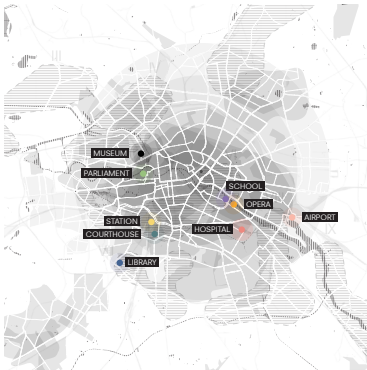 MUSEUM
PARLIAMENT
SCHOOL
OPERA
AIRPORT
STATION
HOSPITAL
COURTHOUSE
LIBRARY